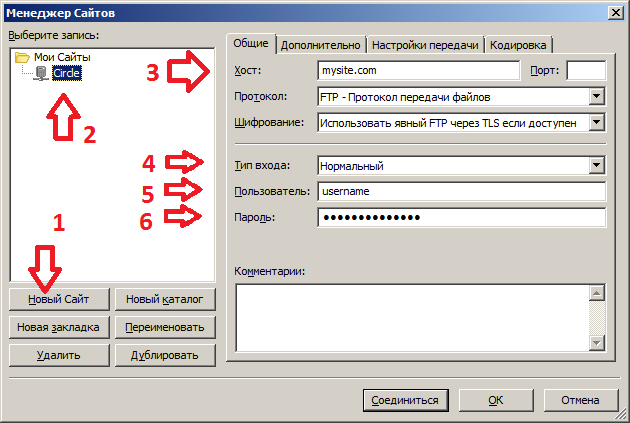 Менеджер Сайтов
Выберите запись:
Мои Сайты
Circle
1
2
3
4
5
6
Новый Сайт
Новый каталог
Новая закладка
Переименовать
Удалить
Дублировать
Общие
Дополнительно
Настройки передачи
Кодировка
Хост:
mysite.com
Порт:
Протокол:
FTP - Протокол передачи файлов
Шифрование:
Использовать явный FTP через TLS если доступен
Тип входа:
Нормальный
Пользователь:
username
Пароль:
●●●●●●●●●●●●●●
Комментарии:
Соединиться
OK
Отмена